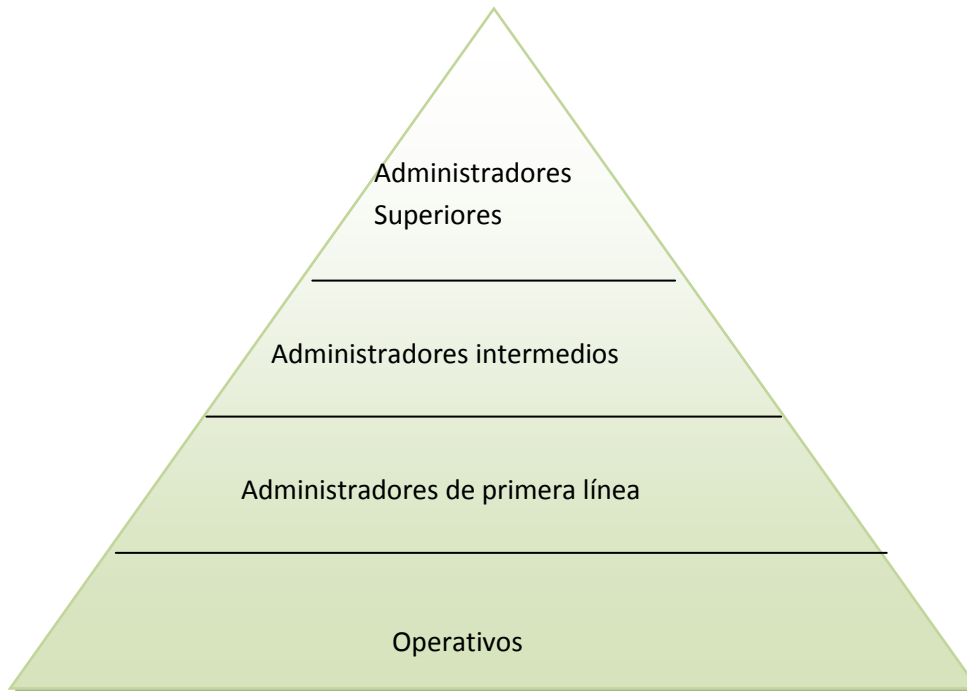 Administradores
Superiores
Administradores intermedios
Administradores de primera línea
Operativos